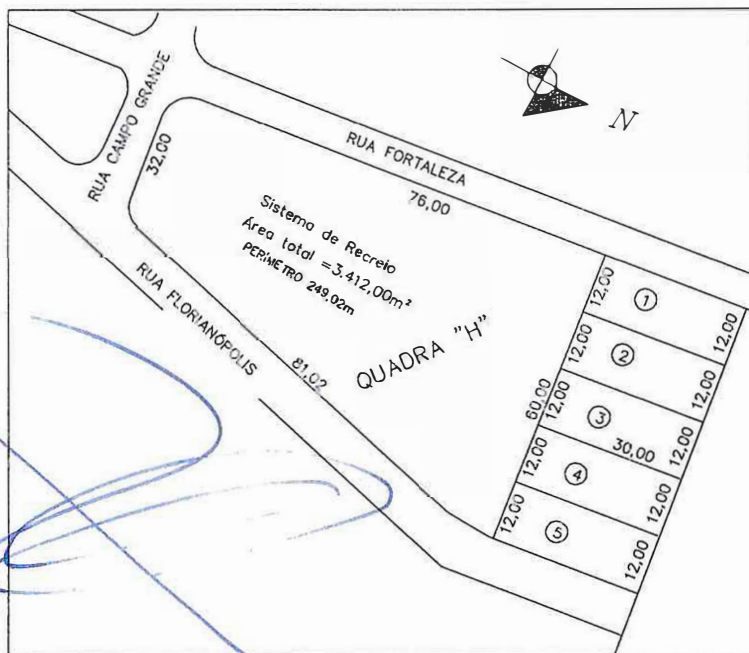 RUA CAMPO GRANDE
32.00
RUA FORTALEZA
76,00
N
Sistema de Recreio
Área total =3.412,00m²
PERÍMETRO 249,02m
QUADRA "H"
RUA FLORIANÓPOLIS
81,02
60,00
12,00
1
12,00
12,00
2
12,00
12,00
3
30,00
12,00
12,00
4
12,00
12,00
5
12,00